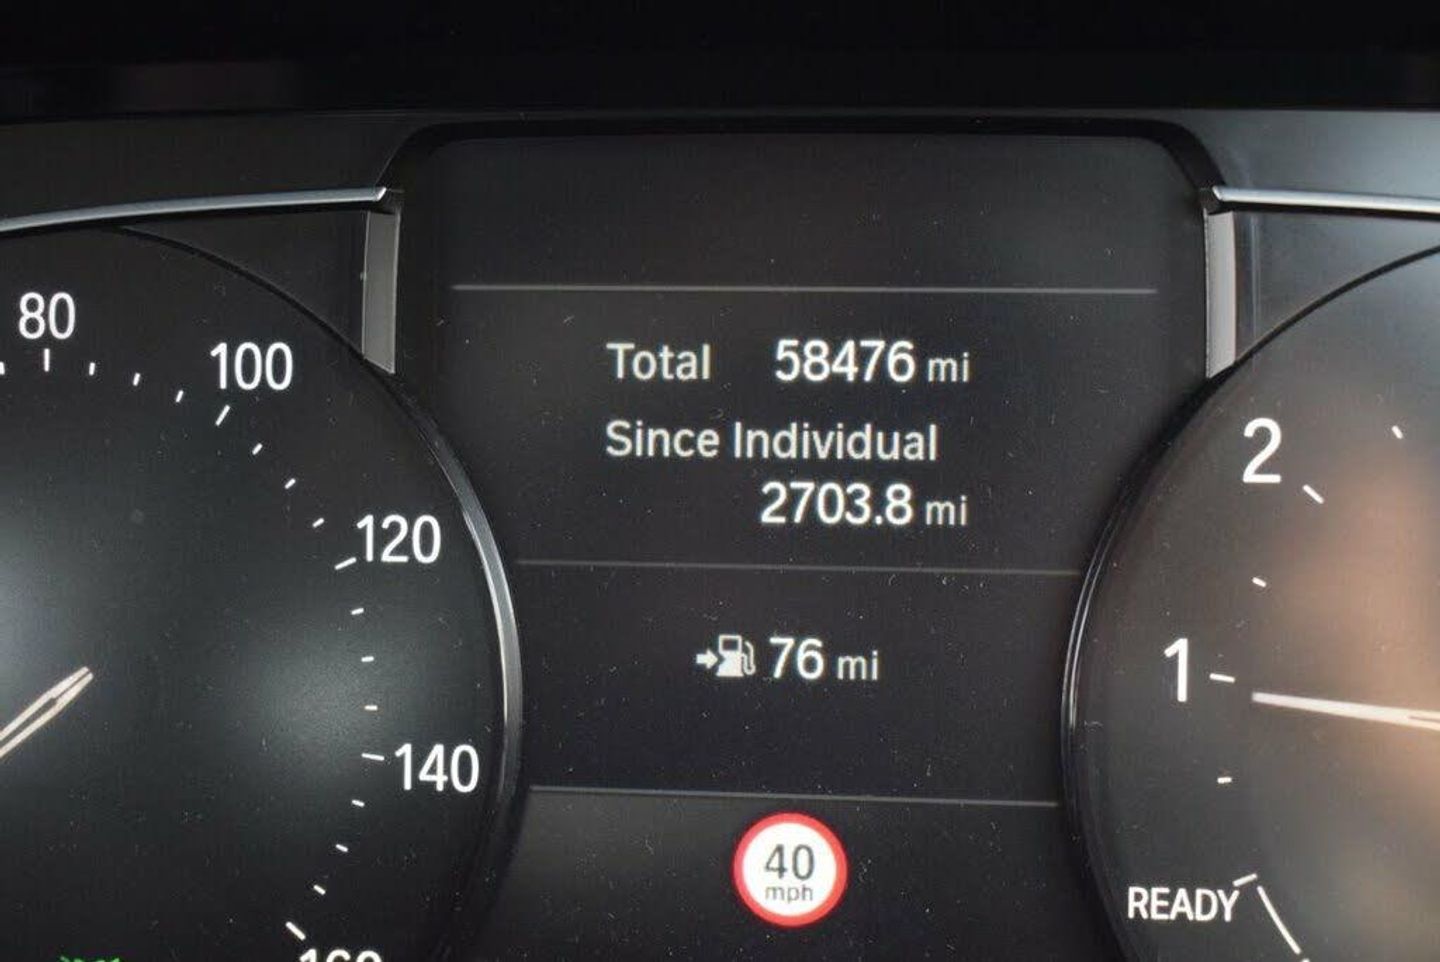 80
100
120
140
160
Total 58476 mi
Since Individual
2703.8 mi
76 mi
40
mph
2
1
READY